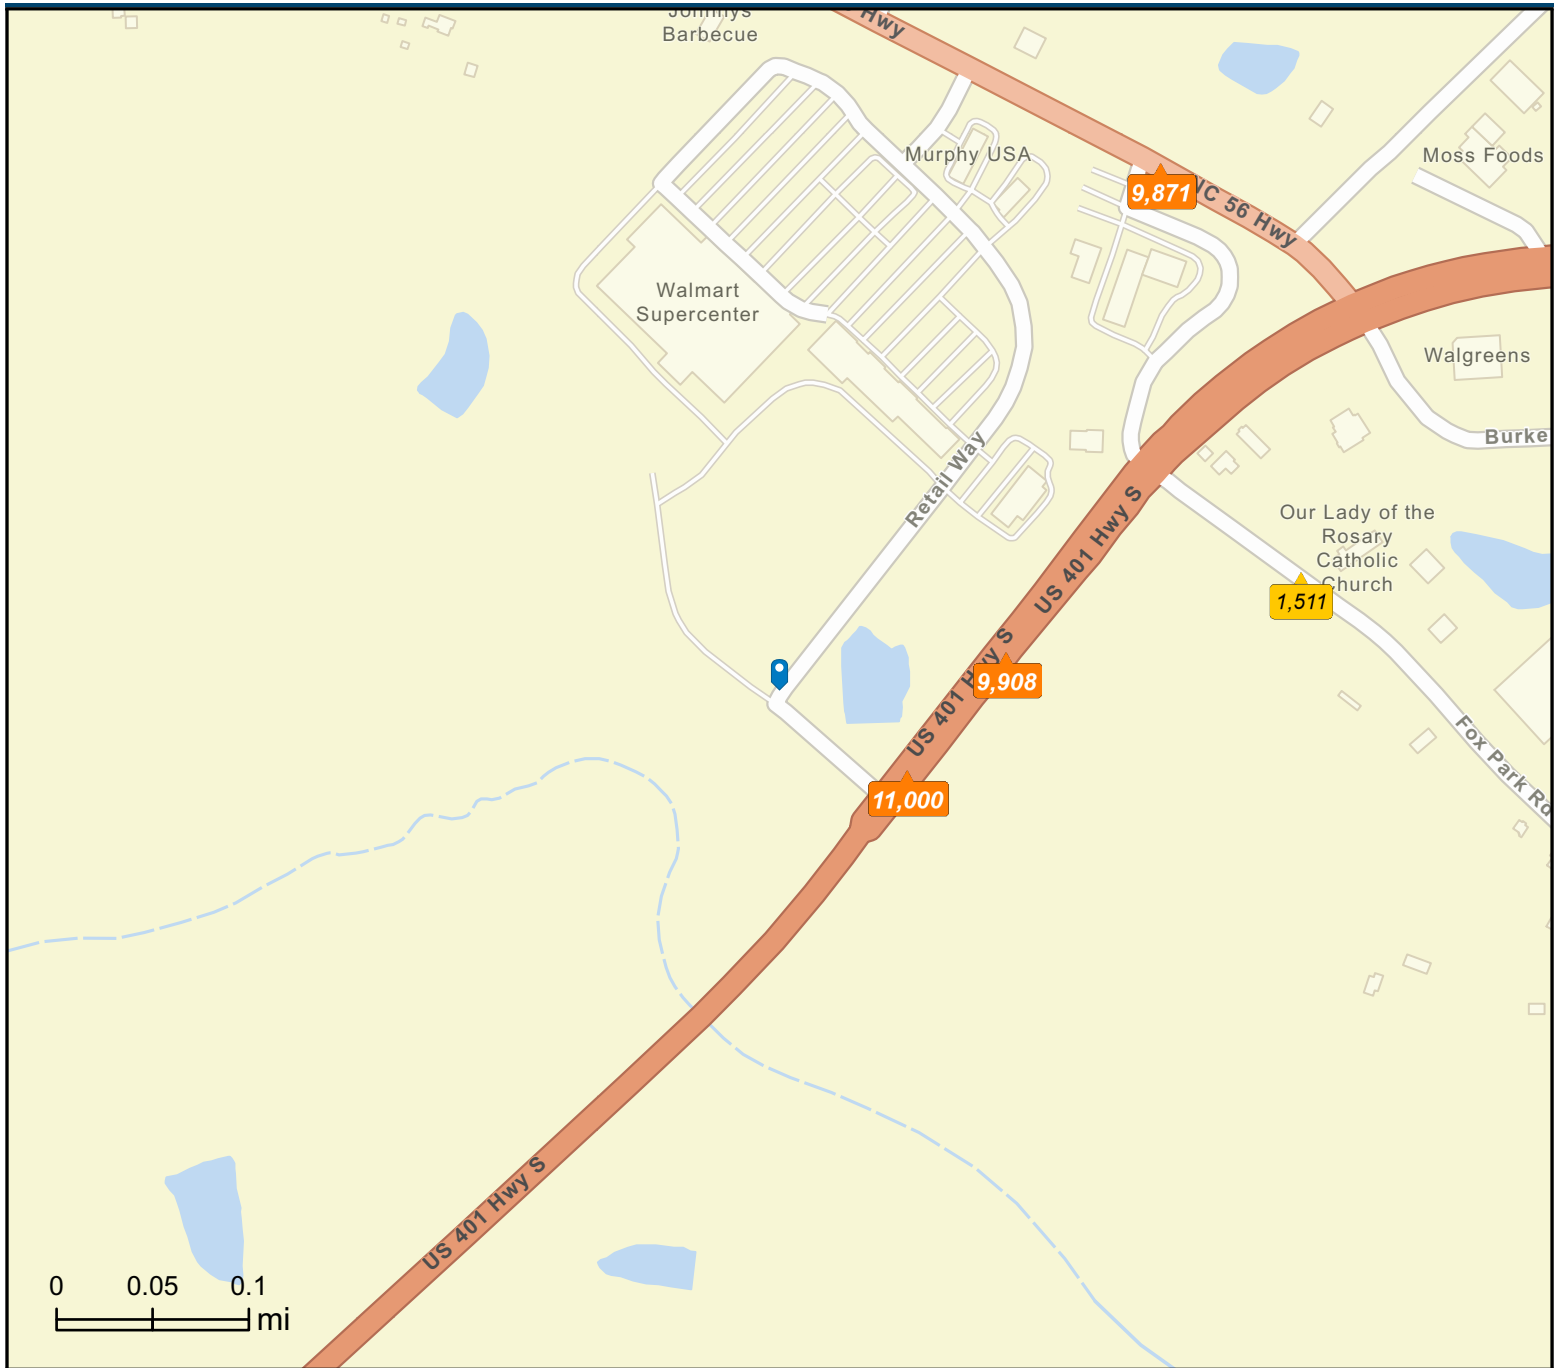 Johnnys
Barbecue
Hwy
Murphy USA
Moss Foods
9,871
NC 56 Hwy
Walmart
Supercenter
Walgreens
Burke
Retail Way
US 401 Hwy S
Our Lady of the
Rosary
Catholic
Church
1,511
US 401 Hwy S
9,908
Fox Park Rd
11,000
US 401 Hwy S
0 0.05 0.1
mi